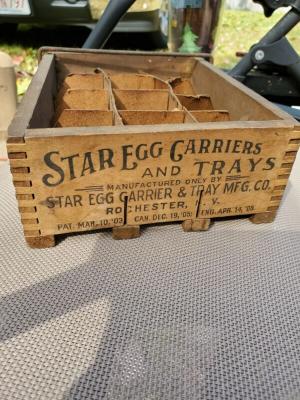 STAR EGG CARRIERS
AND TRAYS
MANUFACTURED ONLY BY
STAR EGG CARRIER & TRAY MFG. CO.
ROCHESTER, N. Y.
PAT. MAR. 10, '03. CAN. DEC. 19, '05. ENG. APR. 14, '08.